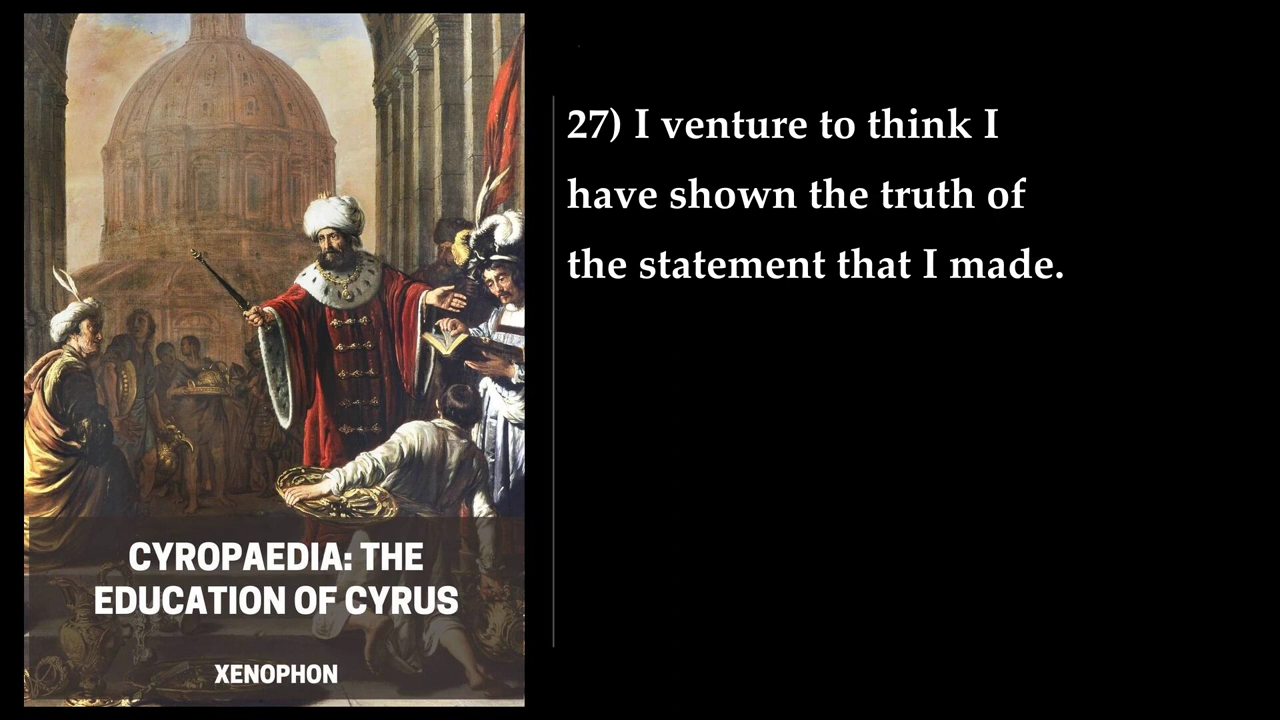 27) I venture to think I
have shown the truth of
the statement that I made.
CYROPAEDIA: THE
EDUCATION OF CYRUS
XENOPHON